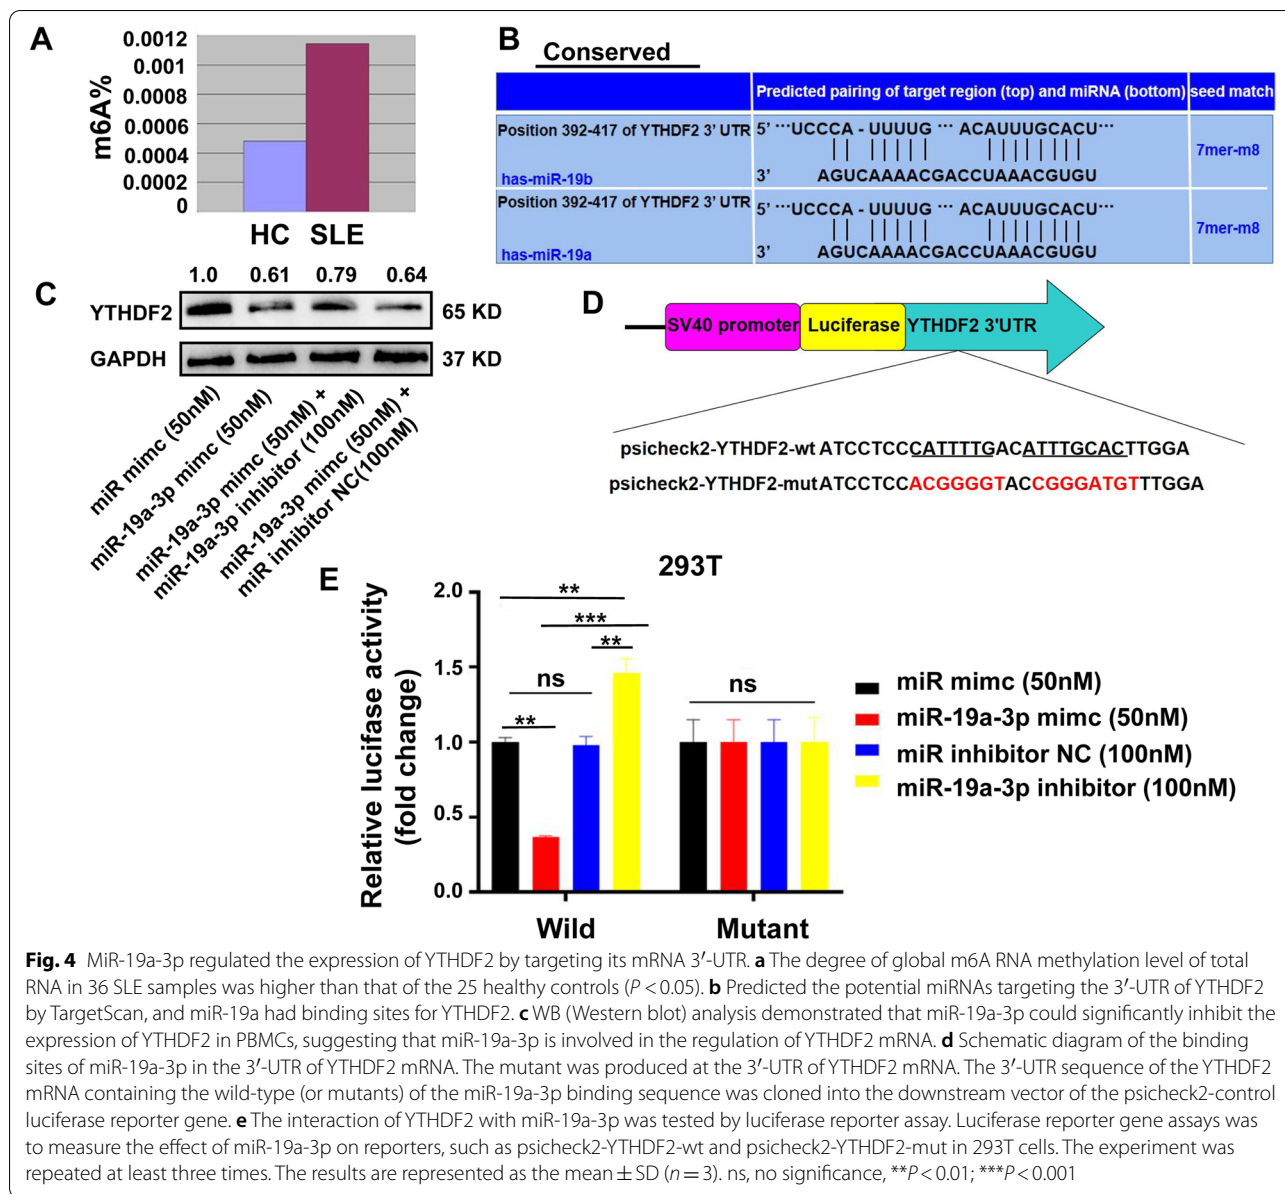 A
m6A%
0.0012
0.001
0.0008
0.0006
0.0004
0.0002
0
HC SLE
B
Conserved
Predicted pairing of target region (top) and miRNA (bottom) seed match
Position 392-417 of YTHDF2 3' UTR 5' ···UCCCA - UUUUG ··· ACAUUUGCACU···
7mer-m8
has-miR-19b 3' AGUCAAAACGACCUAAACGUGU
Position 392-417 of YTHDF2 3' UTR 5' ···UCCCA - UUUUG ··· ACAUUUGCACU···
7mer-m8
has-miR-19a 3' AGUCAAAACGACCUAAACGUGU
C
1.0 0.61 0.79 0.64
YTHDF2 65 KD
GAPDH 37 KD
miR mimc (50nM)
miR-19a-3p mimc (50nM)
miR-19a-3p mimc (50nM) +
miR-19a-3p inhibitor (100nM)
miR-19a-3p mimc (50nM) +
miR inhibitor NC(100nM)
D
SV40 promoter Luciferase YTHDF2 3'UTR
psicheck2-YTHDF2-wt ATCCTCCCATTTTGACATTTGCACTTGGA
psicheck2-YTHDF2-mut ATCCTCCACGGGGTACCGGGATGTTTGGA
E
293T
Relative lucifase activity
(fold change)
2.0
1.5
1.0
0.5
0.0
**
***
**
ns
**
ns
Wild Mutant
miR mimc (50nM)
miR-19a-3p mimc (50nM)
miR inhibitor NC (100nM)
miR-19a-3p inhibitor (100nM)
Fig. 4 MiR-19a-3p regulated the expression of YTHDF2 by targeting its mRNA 3′-UTR. a The degree of global m6A RNA methylation level of total
RNA in 36 SLE samples was higher than that of the 25 healthy controls (P < 0.05). b Predicted the potential miRNAs targeting the 3′-UTR of YTHDF2
by TargetScan, and miR-19a had binding sites for YTHDF2. c WB (Western blot) analysis demonstrated that miR-19a-3p could significantly inhibit the
expression of YTHDF2 in PBMCs, suggesting that miR-19a-3p is involved in the regulation of YTHDF2 mRNA. d Schematic diagram of the binding
sites of miR-19a-3p in the 3′-UTR of YTHDF2 mRNA. The mutant was produced at the 3′-UTR of YTHDF2 mRNA. The 3′-UTR sequence of the YTHDF2
mRNA containing the wild-type (or mutants) of the miR-19a-3p binding sequence was cloned into the downstream vector of the psicheck2-control
luciferase reporter gene. e The interaction of YTHDF2 with miR-19a-3p was tested by luciferase reporter assay. Luciferase reporter gene assays was
to measure the effect of miR-19a-3p on reporters, such as psicheck2-YTHDF2-wt and psicheck2-YTHDF2-mut in 293T cells. The experiment was
repeated at least three times. The results are represented as the mean ± SD (n = 3). ns, no significance, **P < 0.01; ***P < 0.001